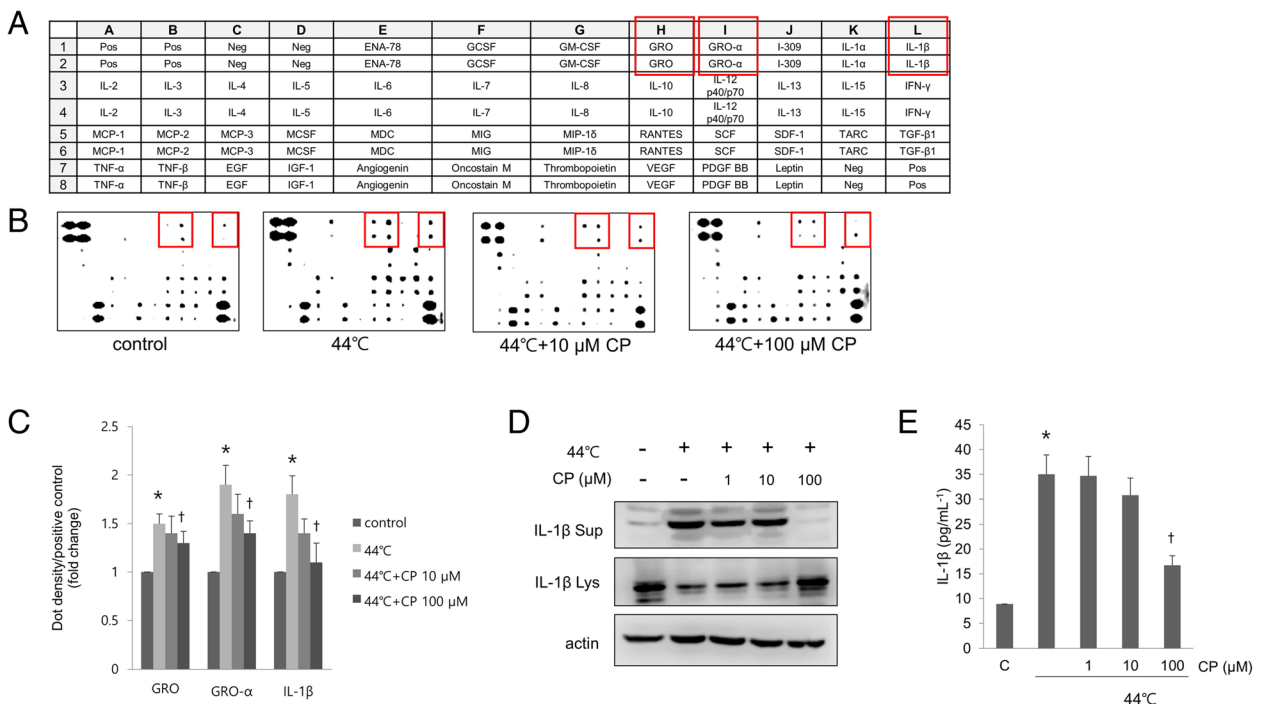 A
A B C D E F G H I J K L
1 Pos Pos Neg Neg ENA-78 GCSF GM-CSF GRO GRO-α I-309 IL-1α IL-1β
2 Pos Pos Neg Neg ENA-78 GCSF GM-CSF GRO GRO-α I-309 IL-1α IL-1β
3 IL-2 IL-3 IL-4 IL-5 IL-6 IL-7 IL-8 IL-10 IL-12 p40/p70 IL-13 IL-15 IFN-γ
4 IL-2 IL-3 IL-4 IL-5 IL-6 IL-7 IL-8 IL-10 IL-12 p40/p70 IL-13 IL-15 IFN-γ
5 MCP-1 MCP-2 MCP-3 MCSF MDC MIG MIP-1δ RANTES SCF SDF-1 TARC TGF-β1
6 MCP-1 MCP-2 MCP-3 MCSF MDC MIG MIP-1δ RANTES SCF SDF-1 TARC TGF-β1
7 TNF-α TNF-β EGF IGF-1 Angiogenin Oncostain M Thrombopoietin VEGF PDGF BB Leptin Neg Pos
8 TNF-α TNF-β EGF IGF-1 Angiogenin Oncostain M Thrombopoietin VEGF PDGF BB Leptin Neg Pos
B
control 44℃ 44℃+10 μM CP 44℃+100 μM CP
C
Dot density/positive control
(fold change)
2.5
2
1.5
1
0.5
0
* † * † * †
GRO GRO-α IL-1β
control
44℃
44℃+CP 10 μM
44℃+CP 100 μM
D
44℃ - + + + +
CP (μM) - - 1 10 100
IL-1β Sup
IL-1β Lys
actin
E
IL-1β (pg/mL-1)
45
40
35
30
25
20
15
10
5
0
* †
C 1 10 100 CP (μM)
44℃